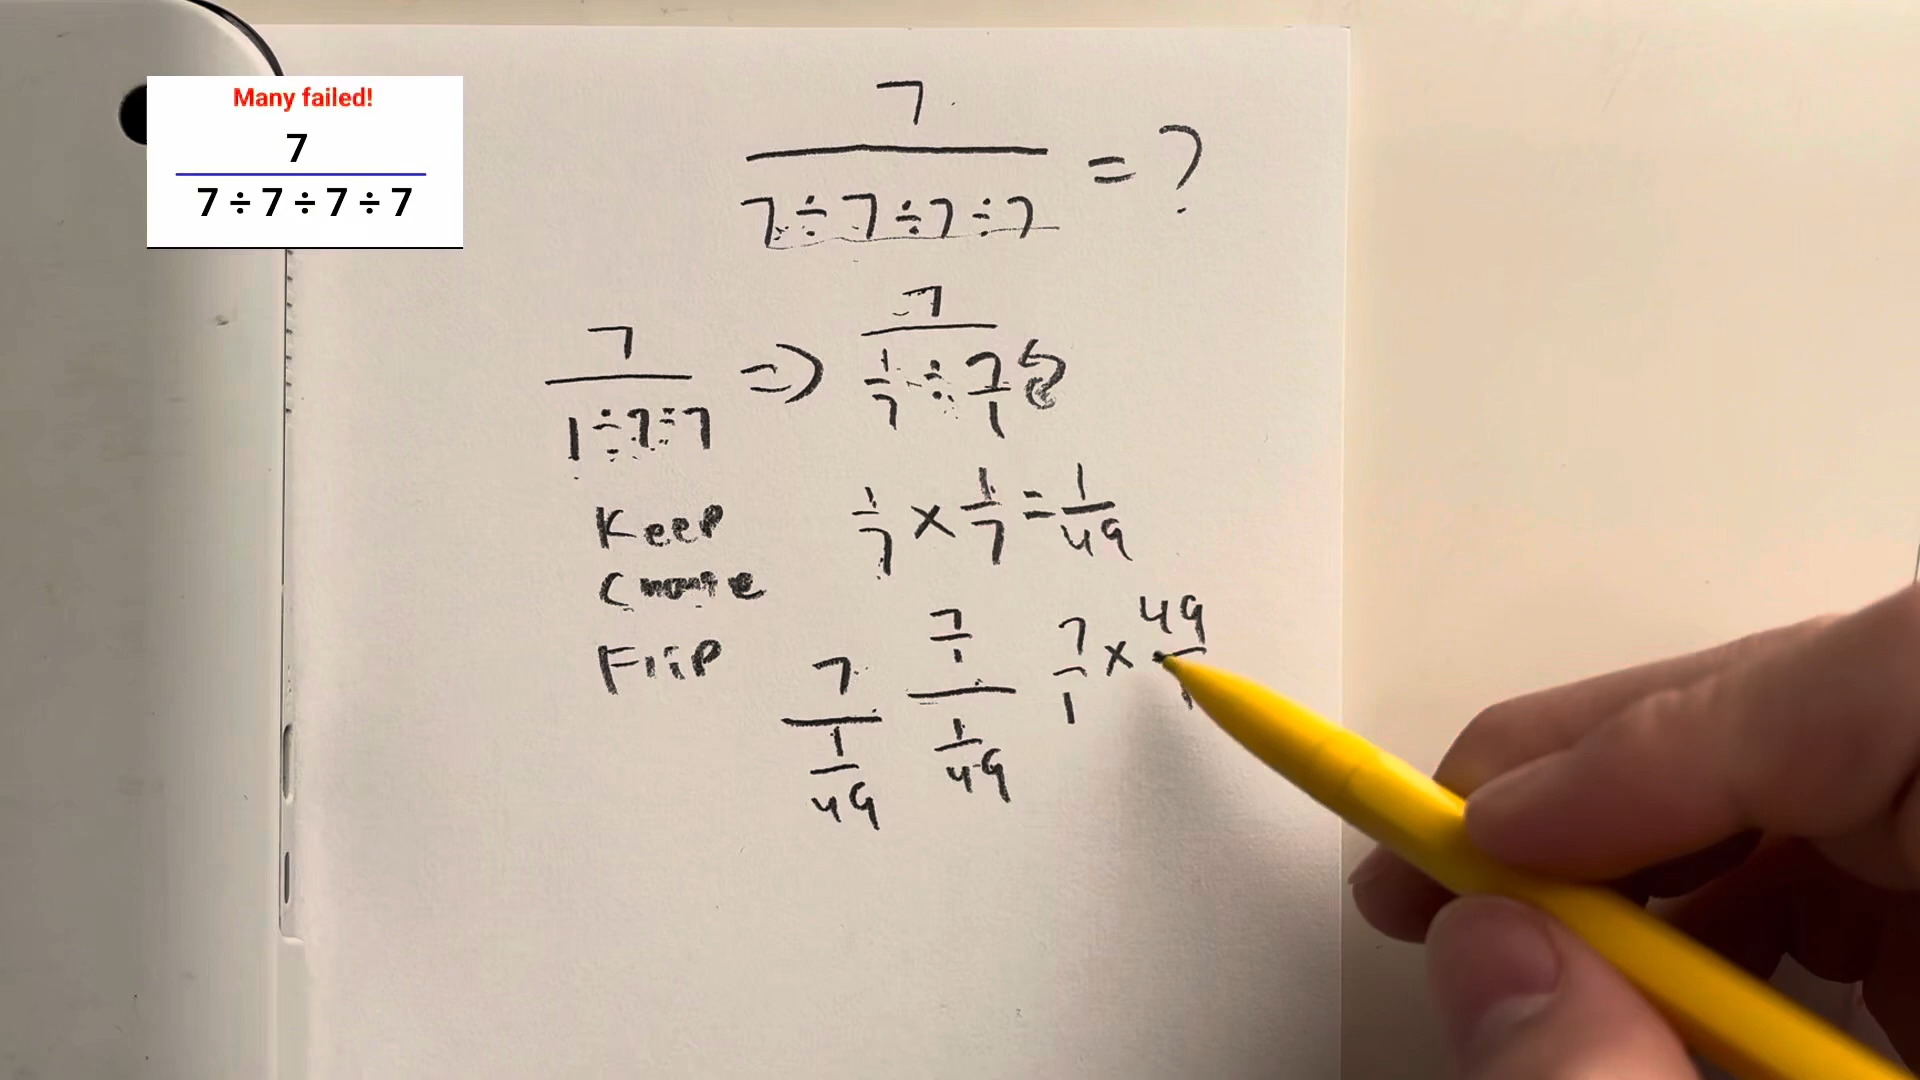 Many failed!
7
7 ÷ 7 ÷ 7 ÷ 7
7
7 ÷ 7 ÷ 7 ÷ 7
= ?
7
1 ÷ 7 ÷ 7
=>
7
1/7 ÷ 7/1
Keep
1/7 × 1/7 = 1/49
Flip
7
1/49
7/1
1/49
7/1 × 49/1